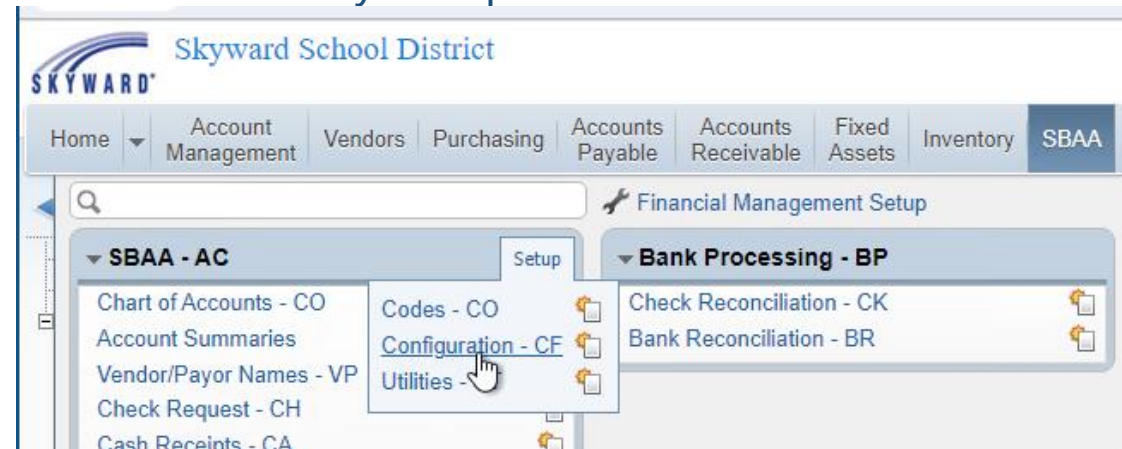 Skyward School District
SKYWARD
Home
Account Management
Vendors
Purchasing
Accounts Payable
Accounts Receivable
Fixed Assets
Inventory
SBAA
Financial Management Setup
SBAA - AC
Setup
Bank Processing - BP
Chart of Accounts - CO
Account Summaries
Vendor/Payor Names - VP
Check Request - CH
Cash Receipts - CA
Codes - CO
Configuration - CF
Utilities -
Check Reconciliation - CK
Bank Reconciliation - BR